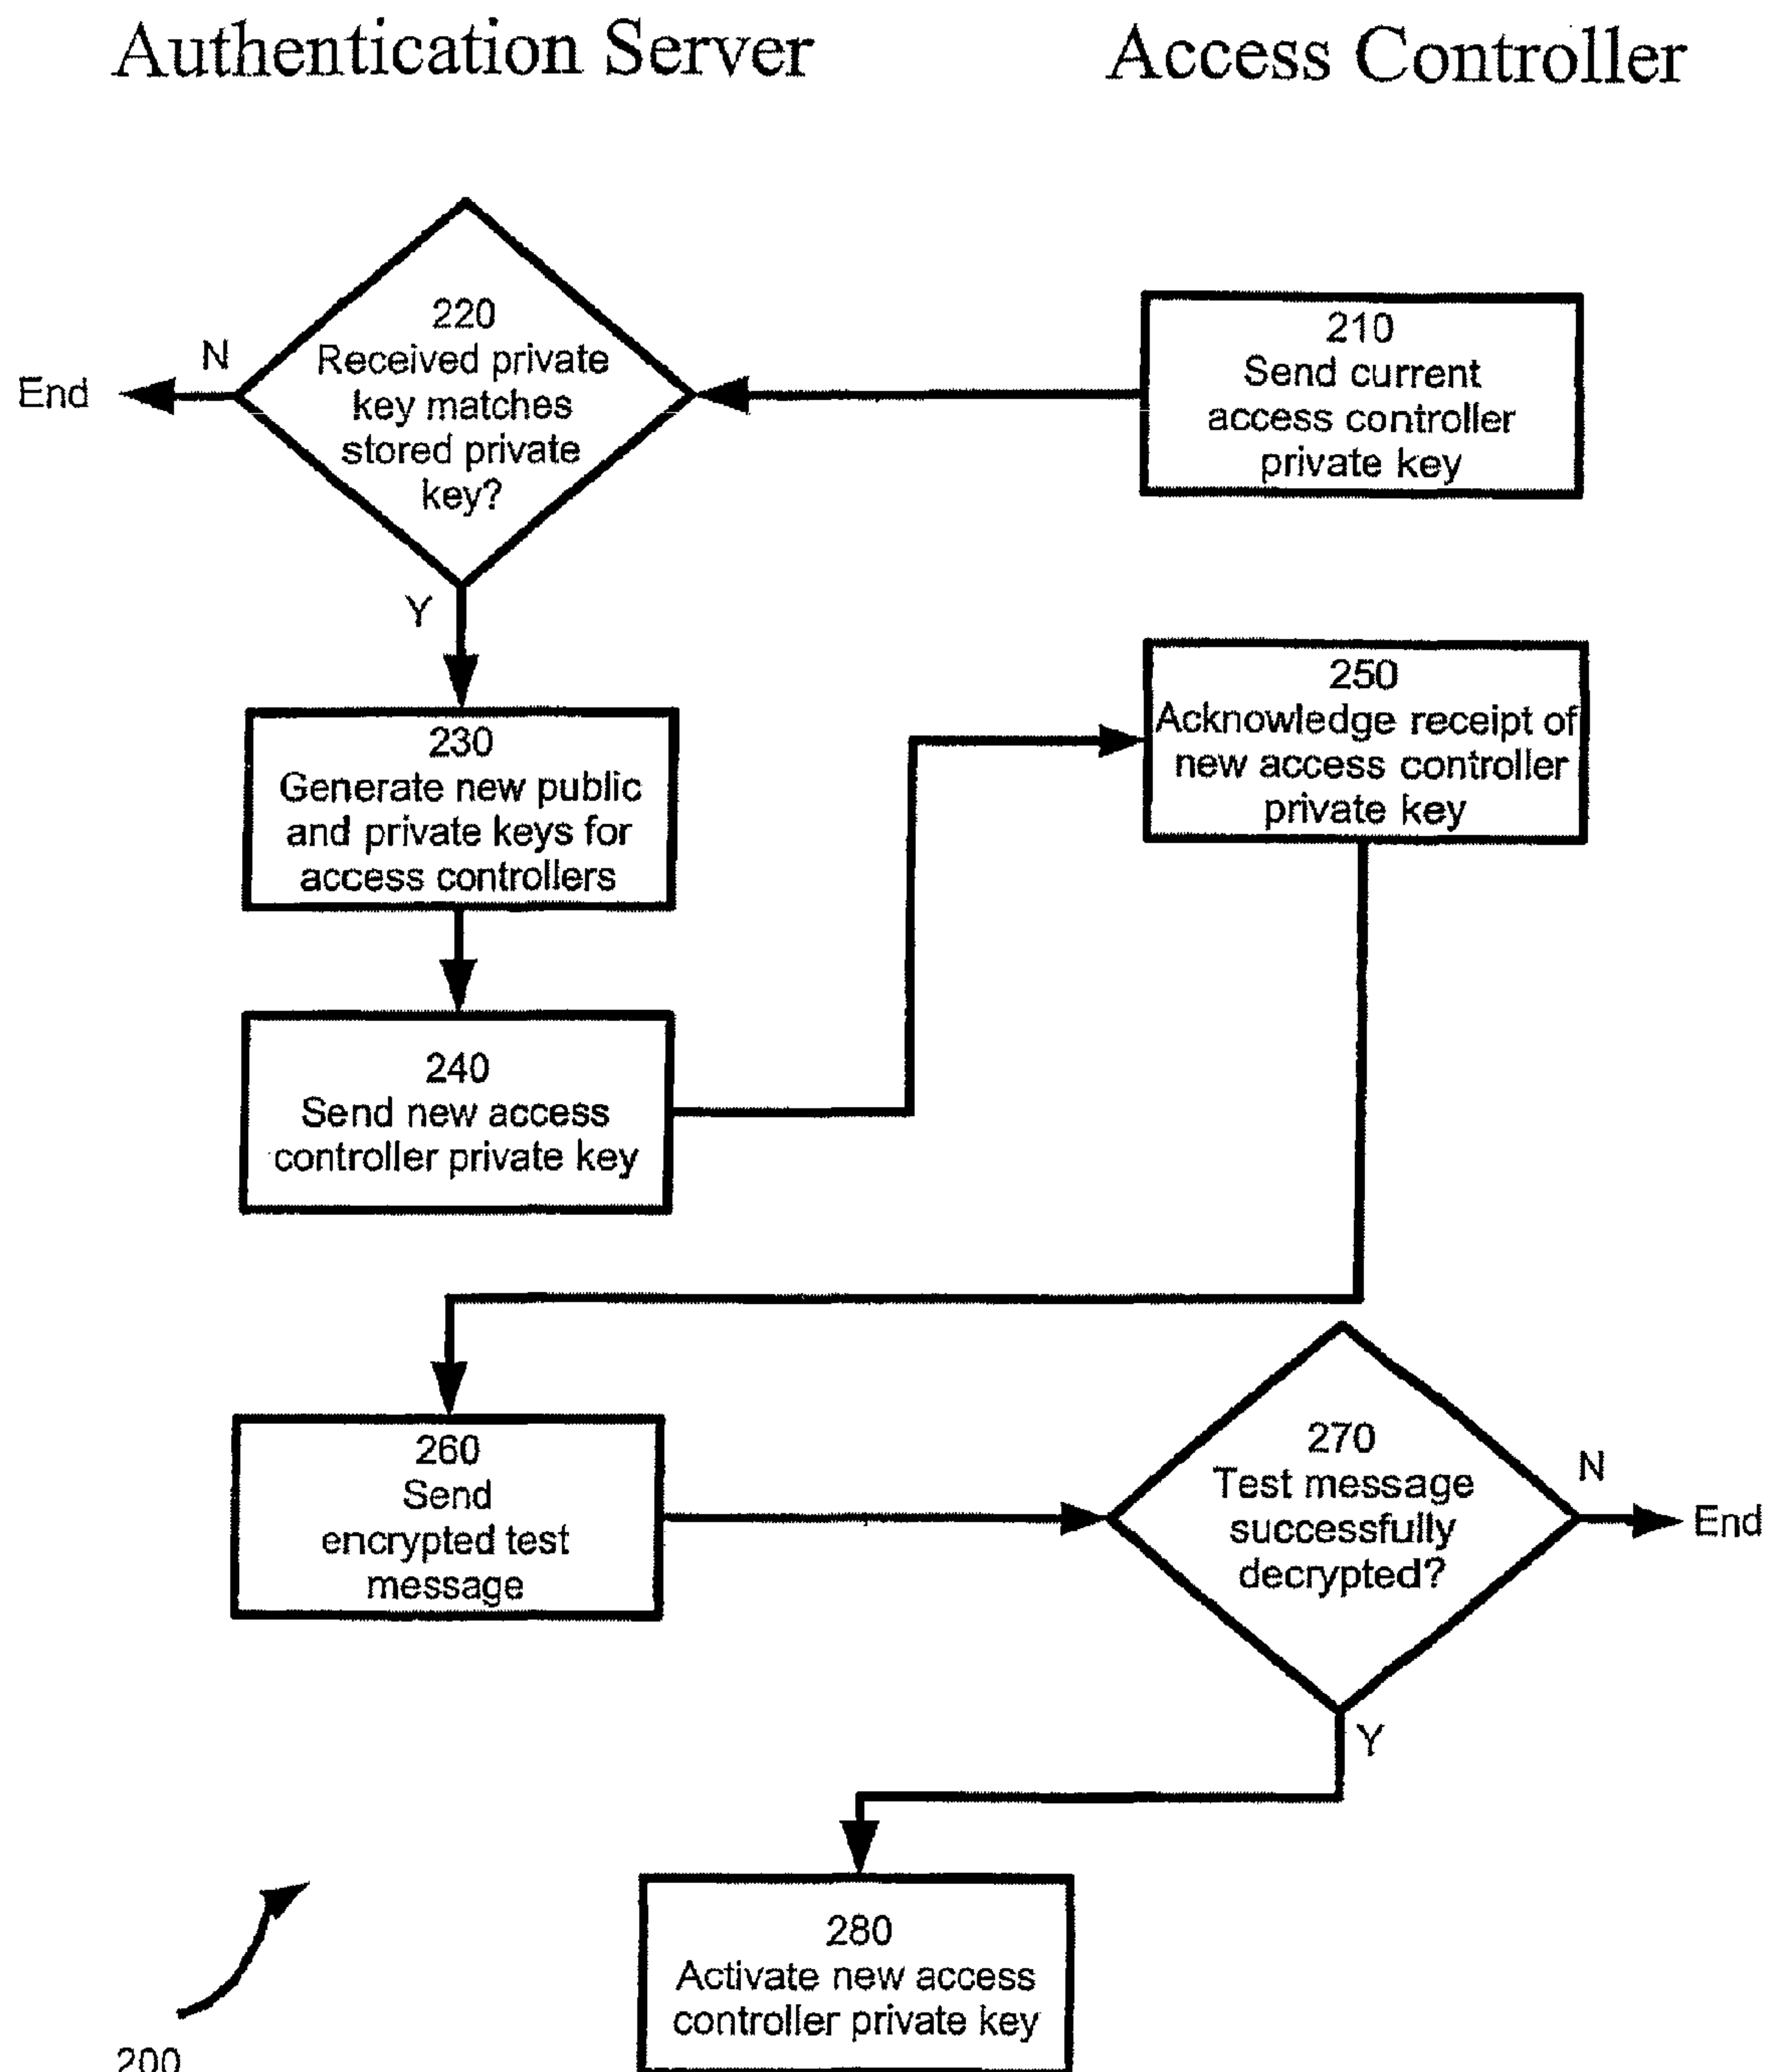 Authentication Server
Access Controller
220
Received private
key matches
stored private
key?
N
End
Y
210
Send current
access controller
private key
230
Generate new public
and private keys for
access controllers
240
Send new access
controller private key
250
Acknowledge receipt of
new access controller
private key
260
Send
encrypted test
message
270
Test message
successfully
decrypted?
N
End
Y
280
Activate new access
controller private key
200